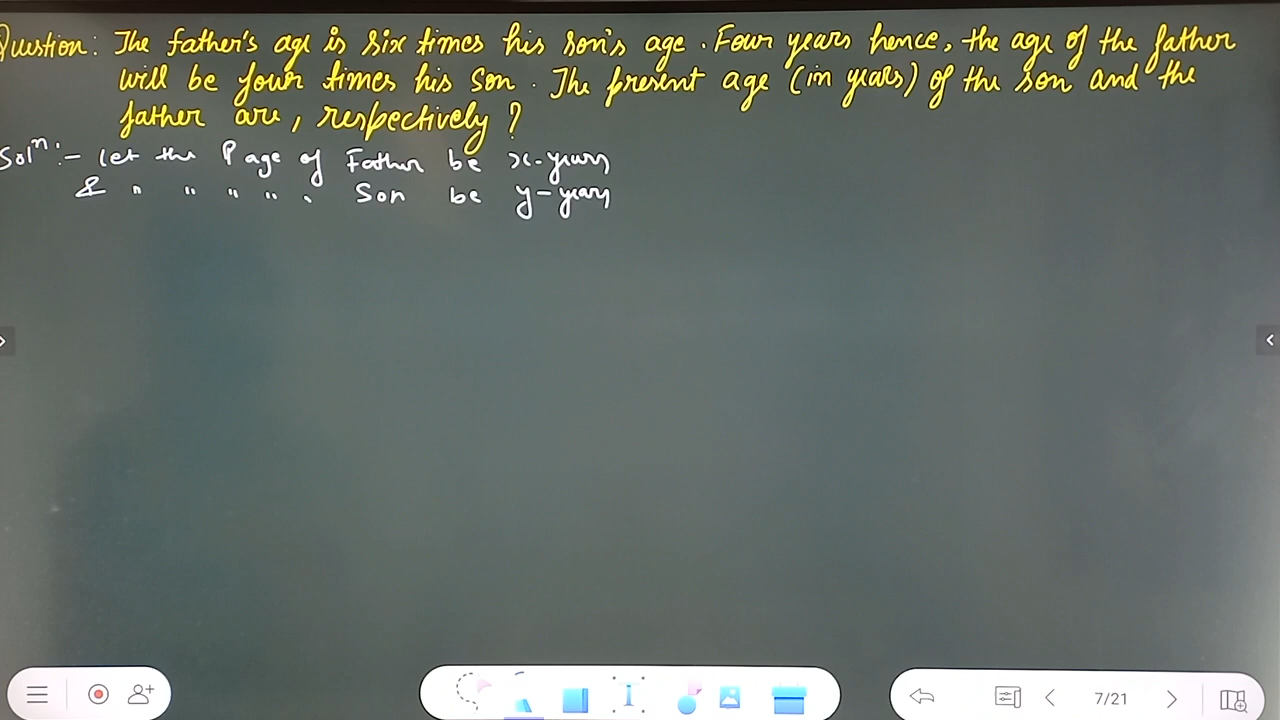 Question: The father's age is six times his son's age. Four years hence, the age of the father
will be four times his son. The present age (in years) of the son and the
father are, respectively?
Solⁿ:- Let the P age of Father be x-years
& " " " " " Son be y-years
7/21